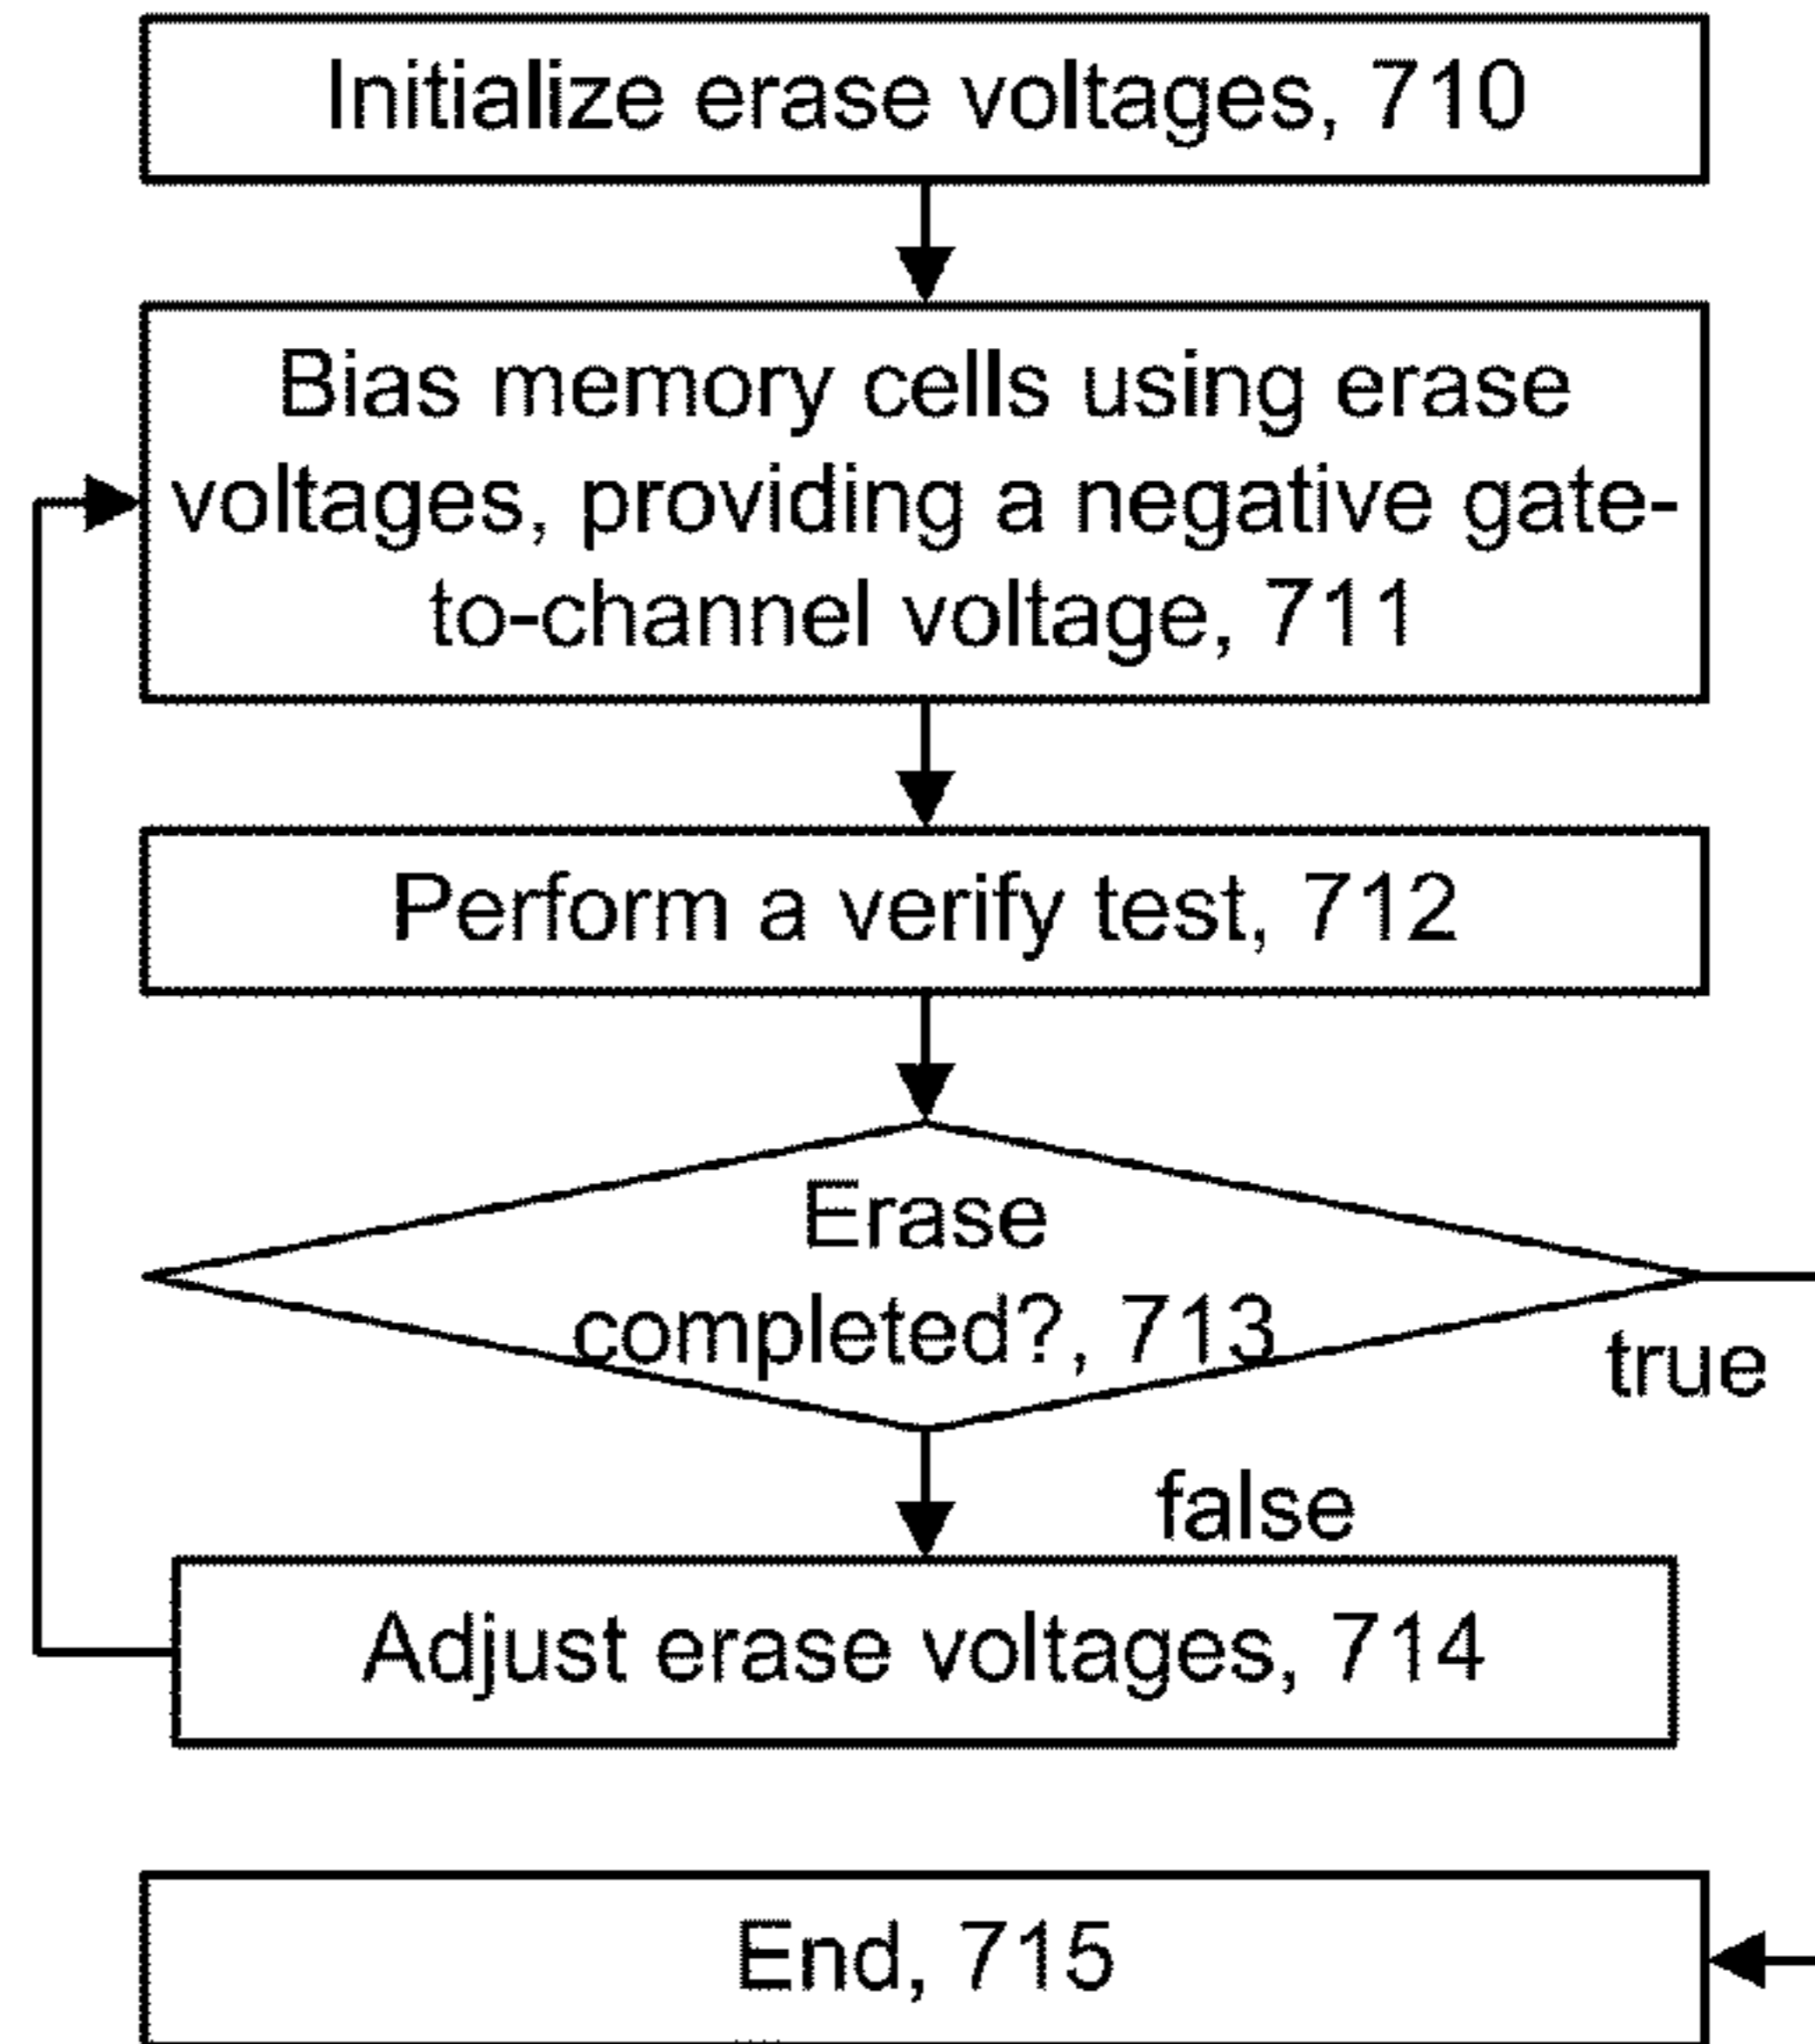 Initialize erase voltages, 710
Bias memory cells using erase
voltages, providing a negative gate-
to-channel voltage, 711
Perform a verify test, 712
Erase
completed?, 713
true
false
Adjust erase voltages, 714
End, 715